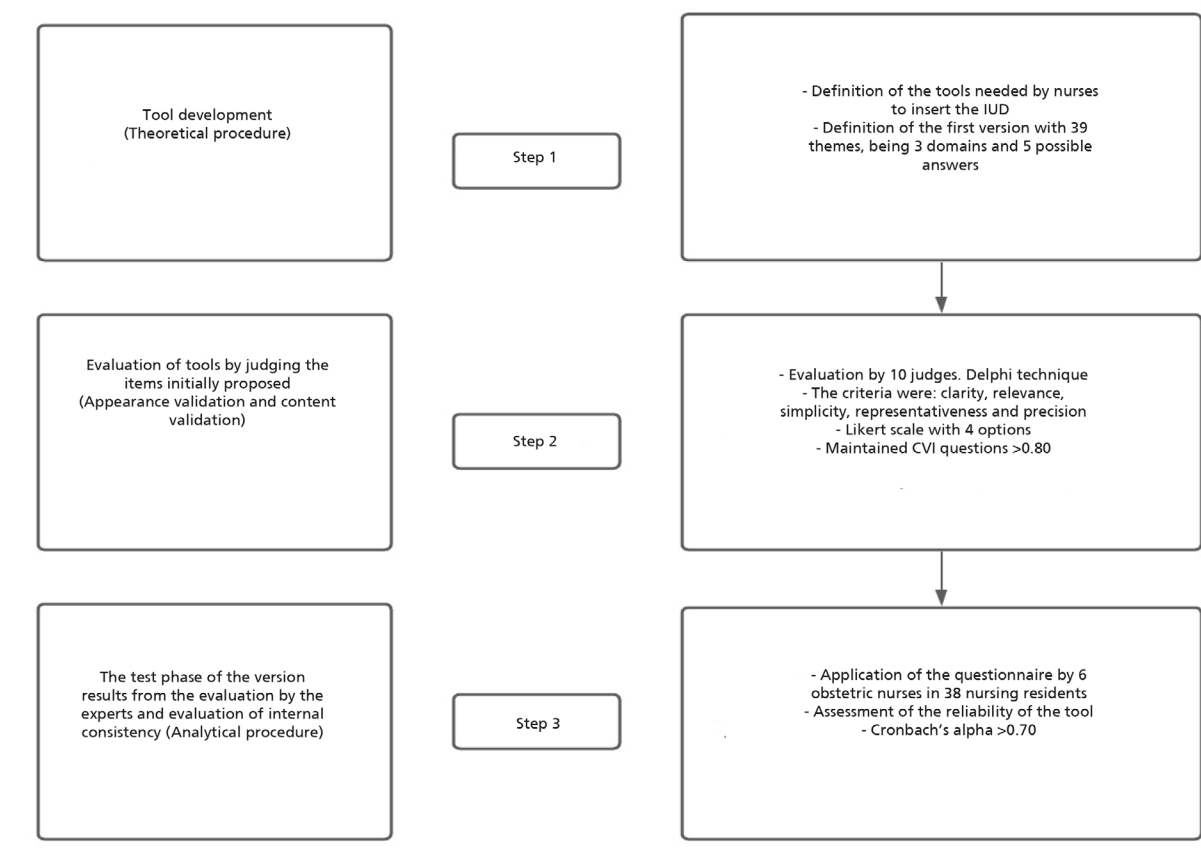 Tool development
(Theoretical procedure)
Step 1
- Definition of the tools needed by nurses
to insert the IUD
- Definition of the first version with 39
themes, being 3 domains and 5 possible
answers
Evaluation of tools by judging the
items initially proposed
(Appearance validation and content
validation)
Step 2
- Evaluation by 10 judges. Delphi technique
- The criteria were: clarity, relevance,
simplicity, representativeness and precision
- Likert scale with 4 options
- Maintained CVI questions >0.80
The test phase of the version
results from the evaluation by the
experts and evaluation of internal
consistency (Analytical procedure)
Step 3
- Application of the questionnaire by 6
obstetric nurses in 38 nursing residents
- Assessment of the reliability of the tool
- Cronbach’s alpha >0.70